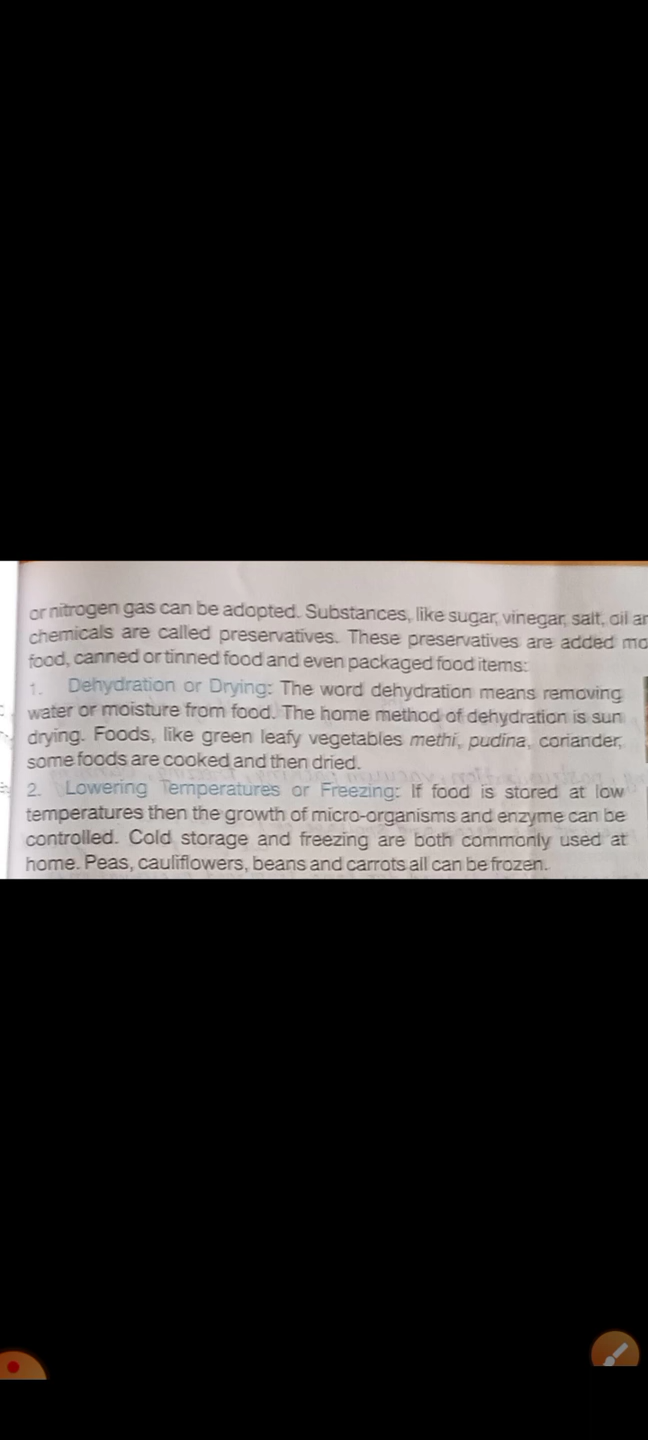 or nitrogen gas can be adopted. Substances, like sugar, vinegar, salt, oil
chemicals are called preservatives. These preservatives are added
food, canned or tinned food and even packaged food items:
1. Dehydration or Drying: The word dehydration means removing
water or moisture from food. The home method of dehydration is sun
drying. Foods, like green leafy vegetables methi, pudina, coriander,
some foods are cooked and then dried.
2. Lowering Temperatures or Freezing: If food is stored at low
temperatures then the growth of micro-organisms and enzyme can be
controlled. Cold storage and freezing are both commonly used at
home. Peas, cauliflowers, beans and carrots all can be frozen.